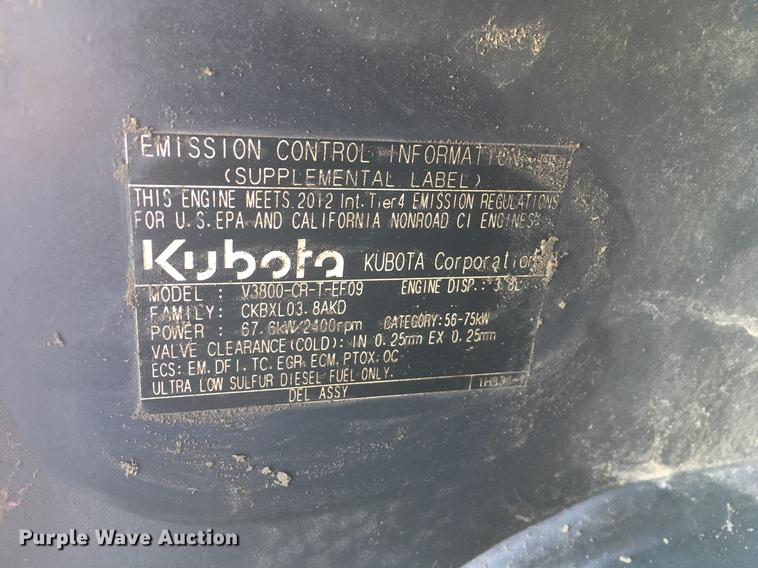 EMISSION CONTROL INFORMATION
(SUPPLEMENTAL LABEL)
THIS ENGINE MEETS 2012 Int. Tier4 EMISSION REGULATIONS
FOR U.S.EPA AND CALIFORNIA NONROAD CI ENGINES
Kubota KUBOTA Corporation
MODEL : V3800-CR-T-EF09 ENGINE DISP.: 3.8L
FAMILY: CKBXL03.8AKD
POWER : 67.6kW/2400rpm CATEGORY:56-75kW
VALVE CLEARANCE(COLD): IN 0.25mm EX 0.25mm
ECS: EM, DFI, TC, EGR, ECM, PTOX, OC
ULTRA LOW SULFUR DIESEL FUEL ONLY.
DEL ASSY
Purple Wave Auction